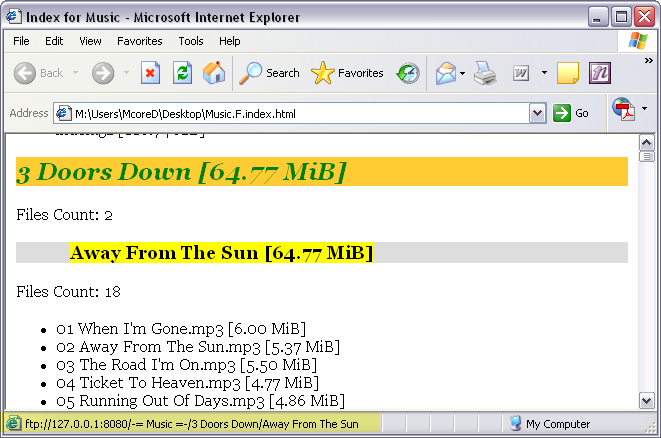 Index for Music - Microsoft Internet Explorer
File Edit View Favorites Tools Help
Back Search Favorites
Address M:\Users\McoreD\Desktop\Music.F.index.html Go
3 Doors Down [64.77 MiB]
Files Count: 2
Away From The Sun [64.77 MiB]
Files Count: 18
01 When I'm Gone.mp3 [6.00 MiB]
02 Away From The Sun.mp3 [5.37 MiB]
03 The Road I'm On.mp3 [5.50 MiB]
04 Ticket To Heaven.mp3 [4.77 MiB]
05 Running Out Of Days.mp3 [4.86 MiB]
ftp://127.0.0.1:8080/-= Music =-/3 Doors Down/Away From The Sun My Computer